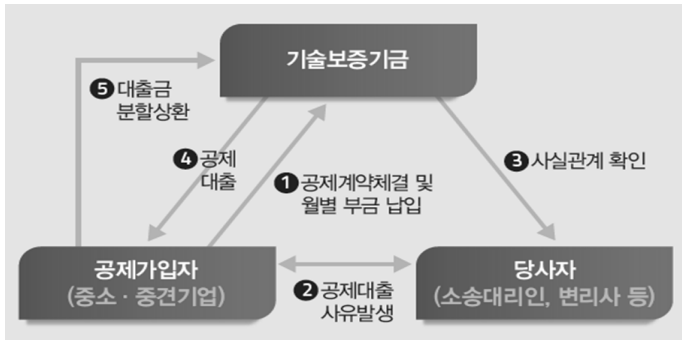 기술보증기금
❺ 대출금
분할상환
❹ 공제
대출
❶ 공제계약체결 및
월별 부금 납입
❸ 사실관계 확인
공제가입자
(중소 · 중견기업)
❷ 공제대출
사유발생
당사자
(소송대리인, 변리사 등)